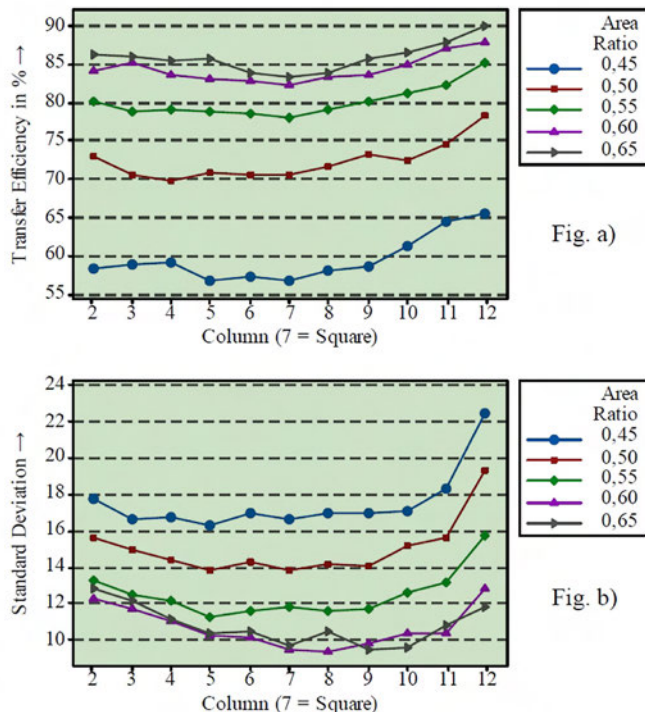 Transfer Efficiency in % →
90
85
80
75
70
65
60
55
2 3 4 5 6 7 8 9 10 11 12
Column (7 = Square)
Area
Ratio
0,45
0,50
0,55
0,60
0,65
Fig. a)
Standard Deviation →
24
22
20
18
16
14
12
10
2 3 4 5 6 7 8 9 10 11 12
Column (7 = Square)
Area
Ratio
0,45
0,50
0,55
0,60
0,65
Fig. b)